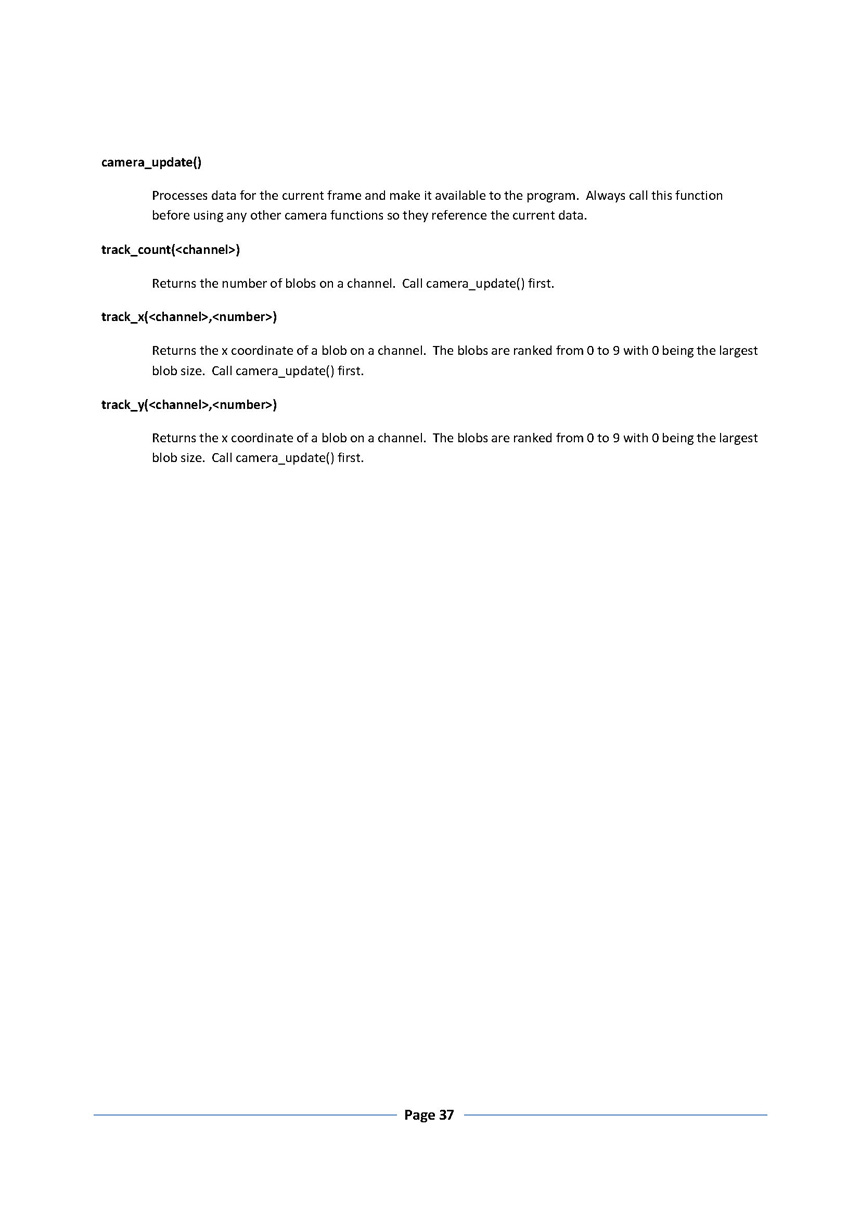 camera_update()
Processes data for the current frame and make it available to the program.  Always call this function
before using any other camera functions so they reference the current data.
track_count(<channel>)
Returns the number of blobs on a channel.  Call camera_update() first.
track_x(<channel>,<number>)
Returns the x coordinate of a blob on a channel.  The blobs are ranked from 0 to 9 with 0 being the largest
blob size.  Call camera_update() first.
track_y(<channel>,<number>)
Returns the x coordinate of a blob on a channel.  The blobs are ranked from 0 to 9 with 0 being the largest
blob size.  Call camera_update() first.
Page 37